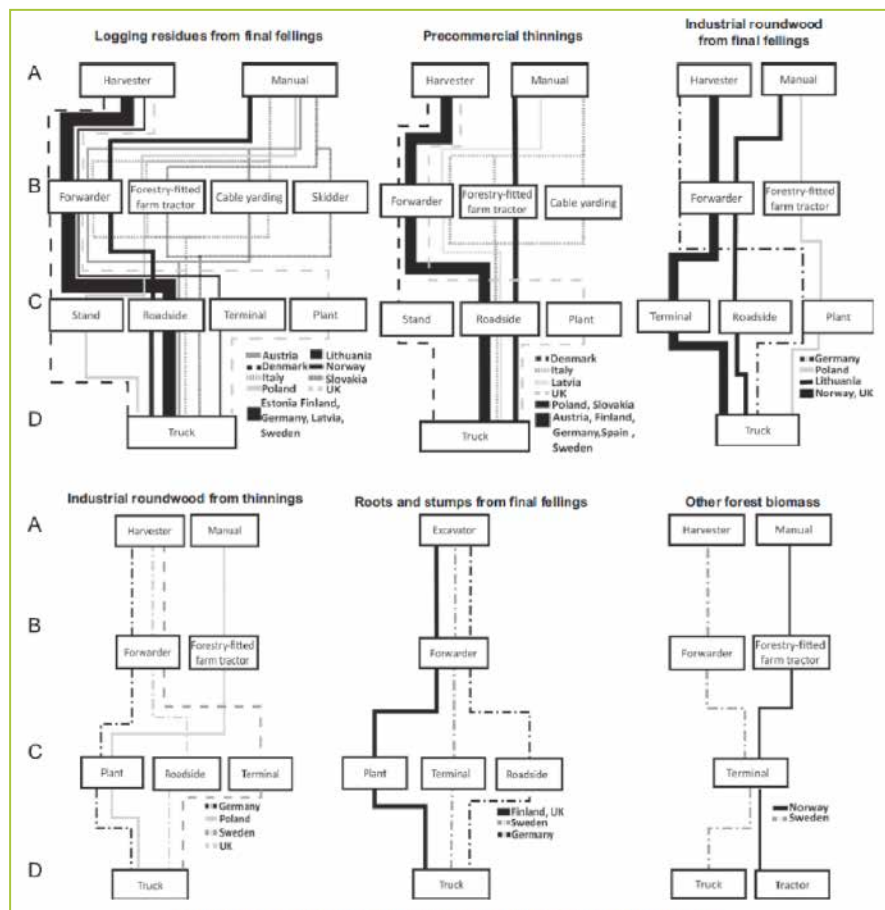 Logging residues from final fellings
Precommercial thinnings
Industrial roundwood
from final fellings
A
Harvester
Manual
Harvester
Manual
Harvester
Manual
B
Forwarder
Forestry-fitted
farm tractor
Cable yarding
Skidder
Forwarder
Forestry-fitted
farm tractor
Cable yarding
Forwarder
Forestry-fitted
farm tractor
C
Stand
Roadside
Terminal
Plant
Stand
Roadside
Plant
Terminal
Roadside
Plant
Austria
Denmark
Italy
Poland
Lithuania
Norway
Slovakia
UK
Estonia Finland,
Germany, Latvia,
Sweden
Denmark
Italy
Latvia
UK
Poland, Slovakia
Austria, Finland,
Germany,Spain ,
Sweden
Germany
Poland
Lithuania
Norway, UK
D
Truck
Truck
Truck
Industrial roundwood from thinnings
Roots and stumps from final fellings
Other forest biomass
A
Harvester
Manual
Excavator
Harvester
Manual
B
Forwarder
Forestry-fitted
farm tractor
Forwarder
Forwarder
Forestry-fitted
farm tractor
C
Plant
Roadside
Terminal
Plant
Terminal
Roadside
Terminal
Germany
Poland
Sweden
UK
Finland, UK
Sweden
Germany
Norway
Sweden
D
Truck
Truck
Truck
Tractor